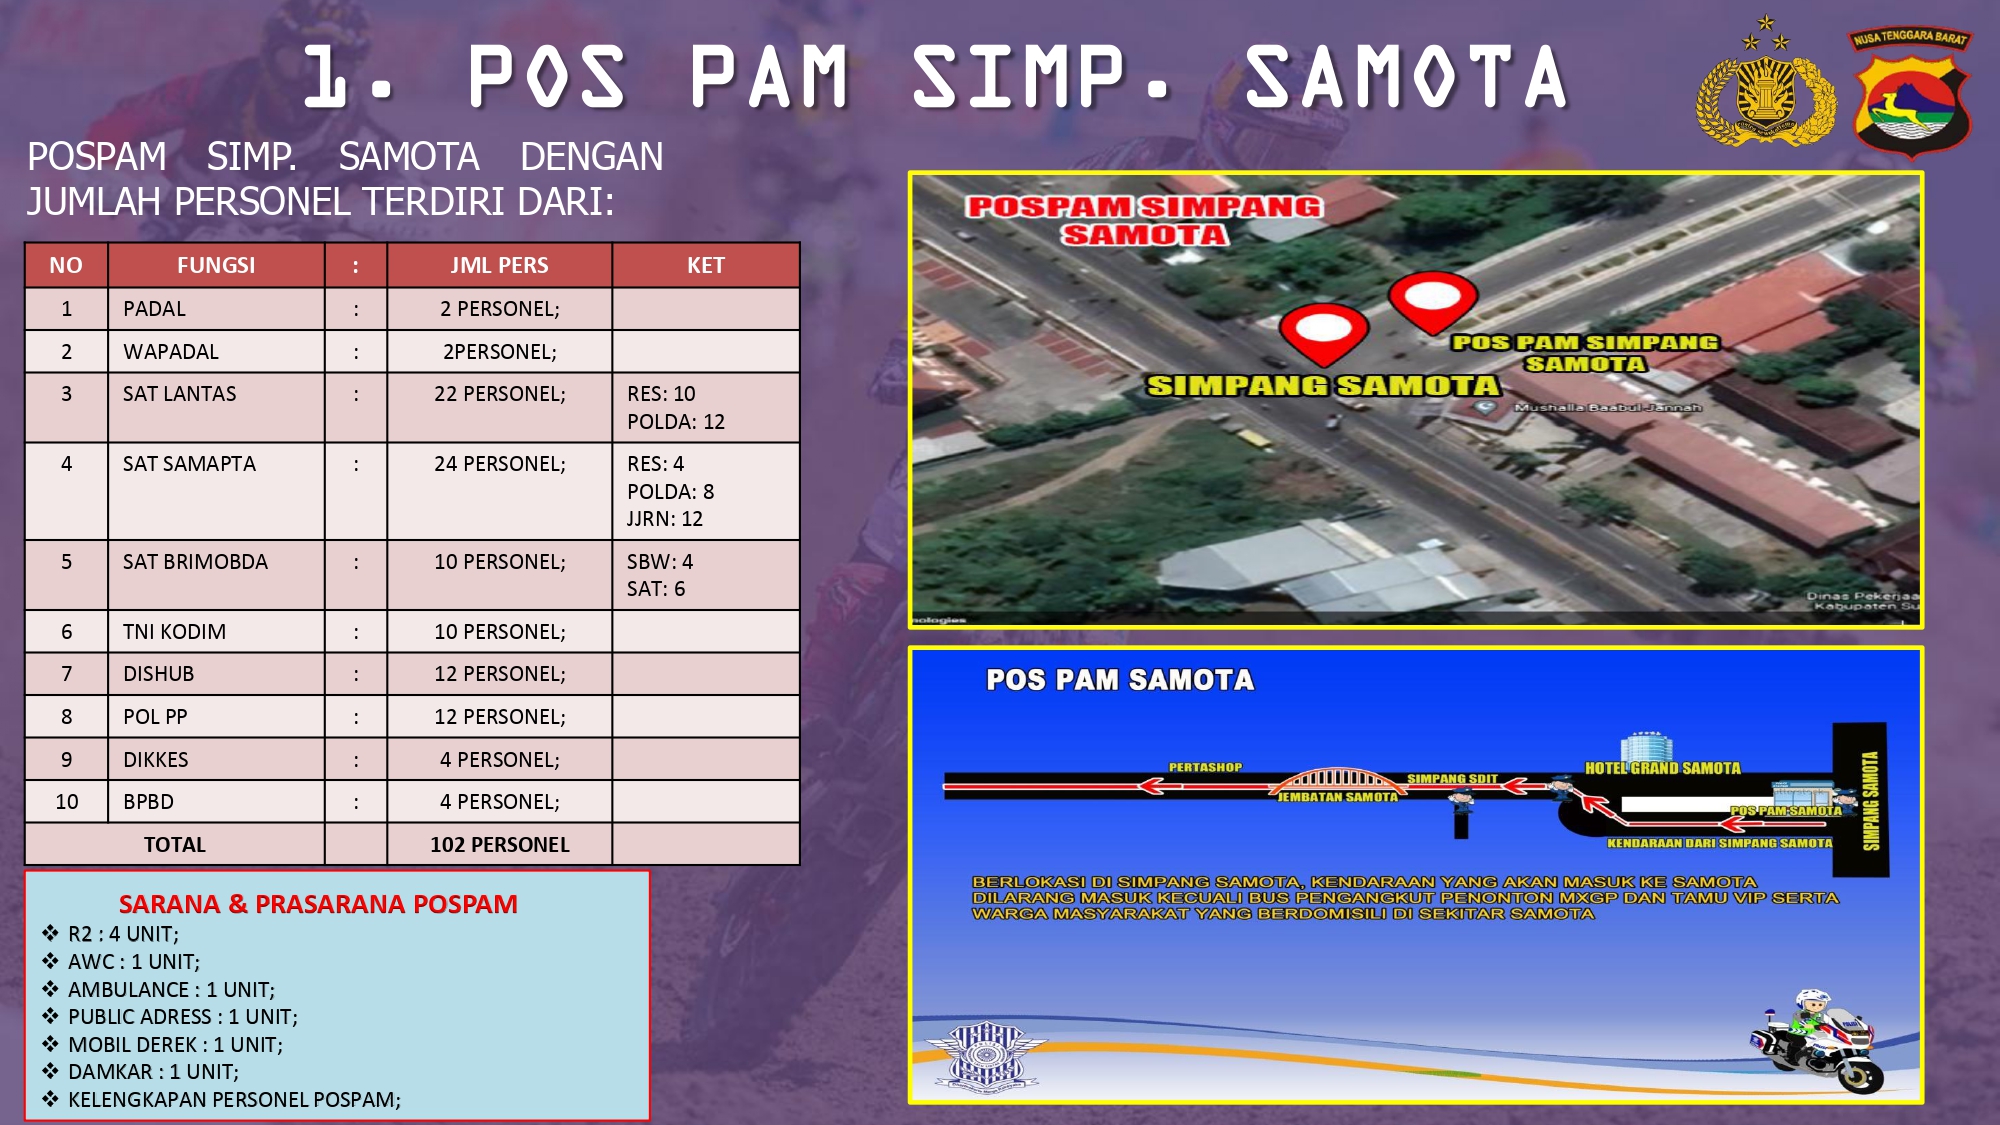 1. POS PAM SIMP. SAMOTA
NUSA TENGGARA BARAT
POSPAM SIMP. SAMOTA DENGAN
JUMLAH PERSONEL TERDIRI DARI:
NO FUNGSI : JML PERS KET
1 PADAL : 2 PERSONEL;
2 WAPADAL : 2PERSONEL;
3 SAT LANTAS : 22 PERSONEL; RES: 10
POLDA: 12
4 SAT SAMAPTA : 24 PERSONEL; RES: 4
POLDA: 8
JJRN: 12
5 SAT BRIMOBDA : 10 PERSONEL; SBW: 4
SAT: 6
6 TNI KODIM : 10 PERSONEL;
7 DISHUB : 12 PERSONEL;
8 POL PP : 12 PERSONEL;
9 DIKKES : 4 PERSONEL;
10 BPBD : 4 PERSONEL;
TOTAL 102 PERSONEL
SARANA & PRASARANA POSPAM
❖ R2 : 4 UNIT;
❖ AWC : 1 UNIT;
❖ AMBULANCE : 1 UNIT;
❖ PUBLIC ADRESS : 1 UNIT;
❖ MOBIL DEREK : 1 UNIT;
❖ DAMKAR : 1 UNIT;
❖ KELENGKAPAN PERSONEL POSPAM;
POSPAM SIMPANG
SAMOTA
POS PAM SIMPANG
SAMOTA
SIMPANG SAMOTA
Mushalla Baabul Jannah
Dinas Pekerjaa
Kabupaten Su
nologies
POS PAM SAMOTA
PERTASHOP
JEMBATAN SAMOTA
SIMPANG SDIT
HOTEL GRAND SAMOTA
POS PAM SAMOTA
KENDARAAN DARI SIMPANG SAMOTA
SIMPANG SAMOTA
BERLOKASI DI SIMPANG SAMOTA, KENDARAAN YANG AKAN MASUK KE SAMOTA
DILARANG MASUK KECUALI BUS PENGANGKUT PENONTON MXGP DAN TAMU VIP SERTA
WARGA MASYARAKAT YANG BERDOMISILI DI SEKITAR SAMOTA